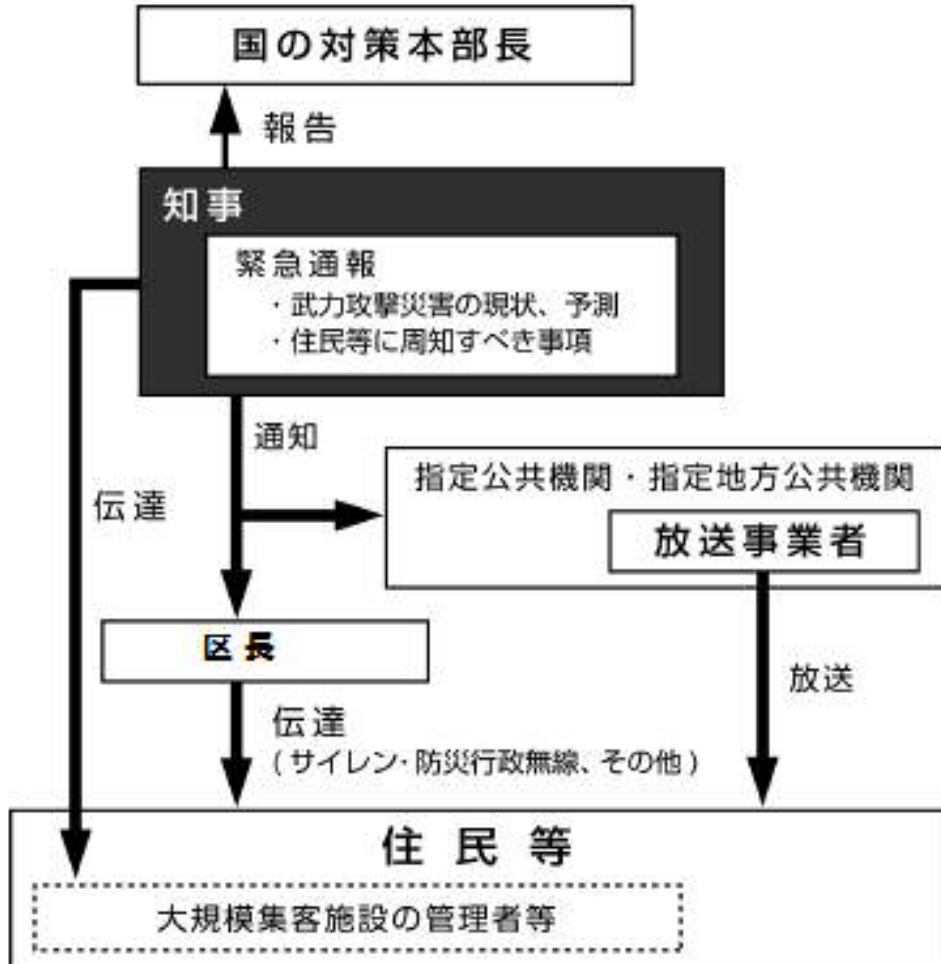 国の対策本部長
報告
知事
緊急通報
・武力攻撃災害の現状、予測
・住民等に周知すべき事項
通知
指定公共機関・指定地方公共機関
放送事業者
伝達
区長
放送
伝達
(サイレン・防災行政無線、その他)
住民等
大規模集客施設の管理者等